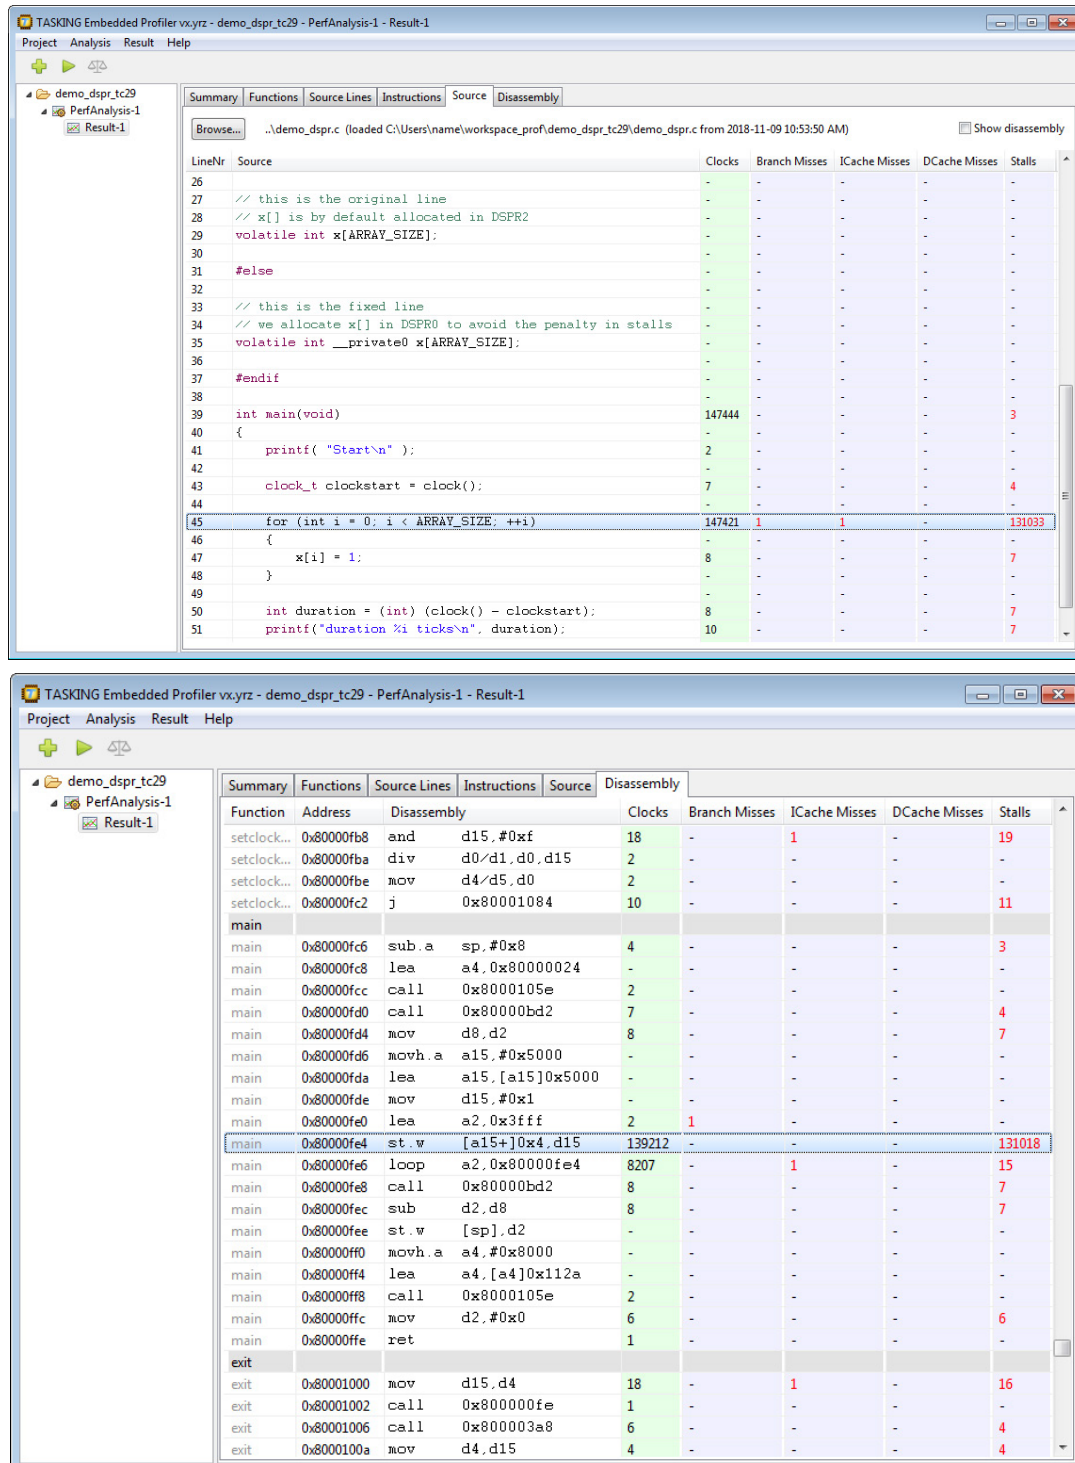 TASKING Embedded Profiler vx.yrz - demo_dspr_tc29 - PerfAnalysis-1 - Result-1
Project Analysis Result Help
demo_dspr_tc29
PerfAnalysis-1
Result-1
Summary Functions Source Lines Instructions Source Disassembly
Browse... ..\demo_dspr.c (loaded C:\Users\name\workspace_prof\demo_dspr_tc29\demo_dspr.c from 2018-11-09 10:53:50 AM) Show disassembly
LineNr Source Clocks Branch Misses ICache Misses DCache Misses Stalls
26 - - - - -
27 // this is the original line - - - - -
28 // x[] is by default allocated in DSPR2 - - - - -
29 volatile int x[ARRAY_SIZE]; - - - - -
30 - - - - -
31 #else - - - - -
32 - - - - -
33 // this is the fixed line - - - - -
34 // we allocate x[] in DSPR0 to avoid the penalty in stalls - - - - -
35 volatile int __private0 x[ARRAY_SIZE]; - - - - -
36 - - - - -
37 #endif - - - - -
38 - - - - -
39 int main(void) 147444 - - - 3
40 { - - - - -
41 printf( "Start\n" ); 2 - - - -
42 - - - - -
43 clock_t clockstart = clock(); 7 - - - 4
44 - - - - -
45 for (int i = 0; i < ARRAY_SIZE; ++i) 147421 1 1 - 131033
46 { - - - - -
47 x[i] = 1; 8 - - - 7
48 } - - - - -
49 - - - - -
50 int duration = (int) (clock() - clockstart); 8 - - - 7
51 printf("duration %i ticks\n", duration); 10 - - - 7
TASKING Embedded Profiler vx.yrz - demo_dspr_tc29 - PerfAnalysis-1 - Result-1
Project Analysis Result Help
demo_dspr_tc29
PerfAnalysis-1
Result-1
Summary Functions Source Lines Instructions Source Disassembly
Function Address Disassembly Clocks Branch Misses ICache Misses DCache Misses Stalls
setclock... 0x80000fb8 and d15,#0xf 18 - 1 - 19
setclock... 0x80000fba div d0/d1,d0,d15 2 - - - -
setclock... 0x80000fbe mov d4/d5,d0 2 - - - -
setclock... 0x80000fc2 j 0x80001084 10 - - - 11
main
main 0x80000fc6 sub.a sp,#0x8 4 - - - 3
main 0x80000fc8 lea a4,0x80000024 - - - - -
main 0x80000fcc call 0x8000105e 2 - - - -
main 0x80000fd0 call 0x80000bd2 7 - - - 4
main 0x80000fd4 mov d8,d2 8 - - - 7
main 0x80000fd6 movh.a a15,#0x5000 - - - - -
main 0x80000fda lea a15,[a15]0x5000 - - - - -
main 0x80000fde mov d15,#0x1 - - - - -
main 0x80000fe0 lea a2,0x3fff 2 1 - - -
main 0x80000fe4 st.w [a15+]0x4,d15 139212 - - - 131018
main 0x80000fe6 loop a2,0x80000fe4 8207 - 1 - 15
main 0x80000fe8 call 0x80000bd2 8 - - - 7
main 0x80000fec sub d2,d8 8 - - - 7
main 0x80000fee st.w [sp],d2 - - - - -
main 0x80000ff0 movh.a a4,#0x8000 - - - - -
main 0x80000ff4 lea a4,[a4]0x112a - - - - -
main 0x80000ff8 call 0x8000105e 2 - - - -
main 0x80000ffc mov d2,#0x0 6 - - - 6
main 0x80000ffe ret 1 - - - -
exit
exit 0x80001000 mov d15,d4 18 - 1 - 16
exit 0x80001002 call 0x800000fe 1 - - - -
exit 0x80001006 call 0x800003a8 6 - - - 4
exit 0x8000100a mov d4,d15 4 - - - 4